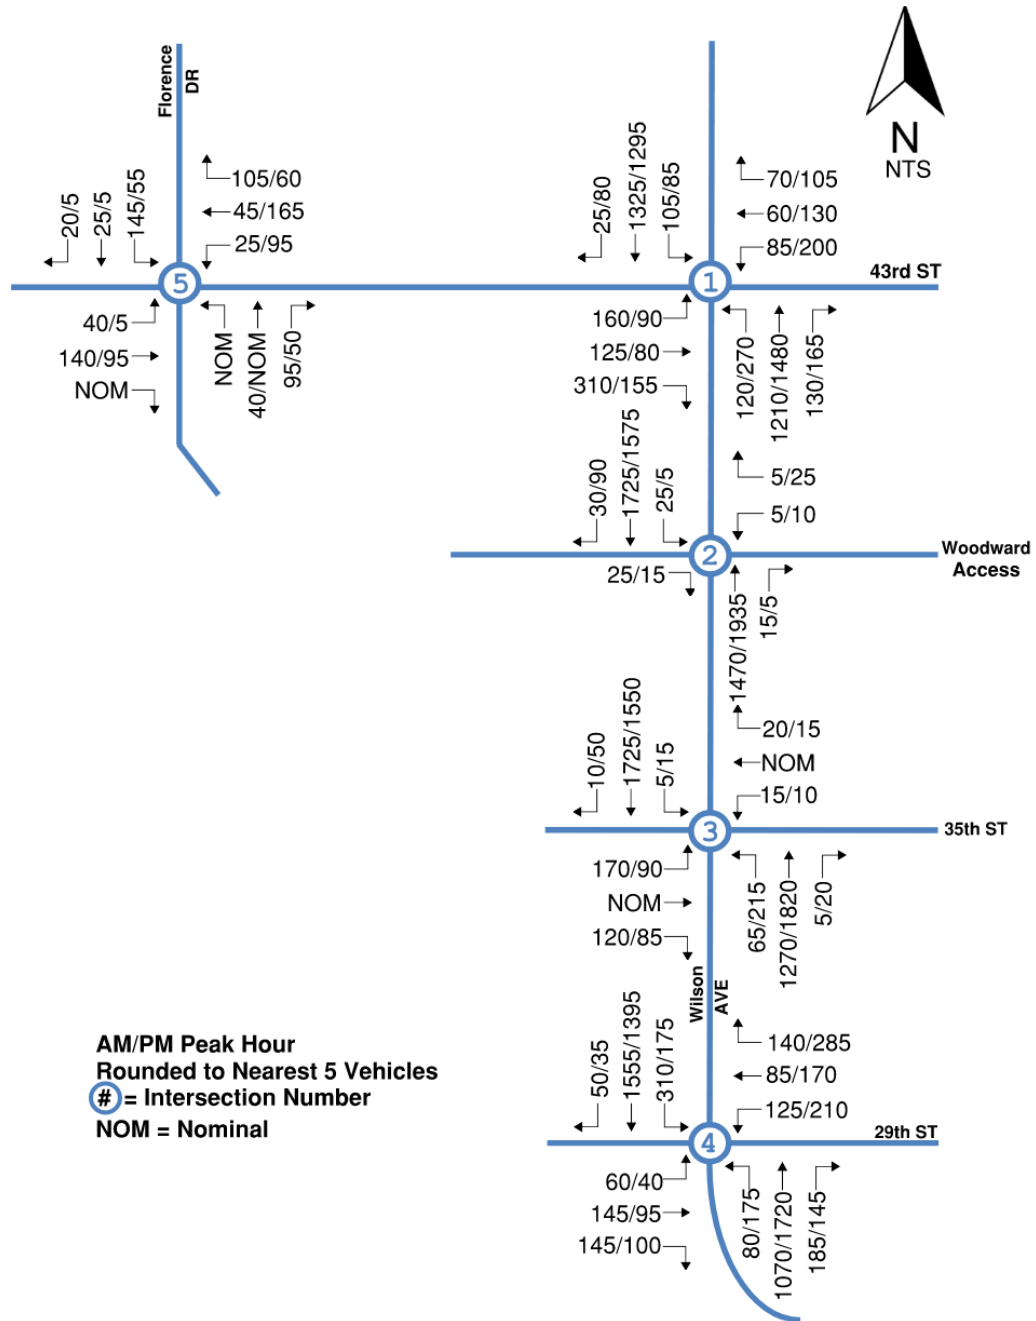 Florence
DR
N
NTS
20/5
25/5
145/55
105/60
45/165
25/95
25/80
1325/1295
105/85
70/105
60/130
85/200
43rd ST
5
1
40/5
140/95
NOM
NOM
40/NOM
95/50
160/90
125/80
310/155
120/270
1210/1480
130/165
30/90
1725/1575
25/5
5/25
5/10
2
Woodward
Access
25/15
1470/1935
15/5
10/50
1725/1550
5/15
20/15
NOM
15/10
3
35th ST
170/90
NOM
120/85
65/215
1270/1820
5/20
Wilson
AVE
50/35
1555/1395
310/175
140/285
85/170
125/210
4
29th ST
60/40
145/95
145/100
80/175
1070/1720
185/145
AM/PM Peak Hour
Rounded to Nearest 5 Vehicles
# = Intersection Number
NOM = Nominal